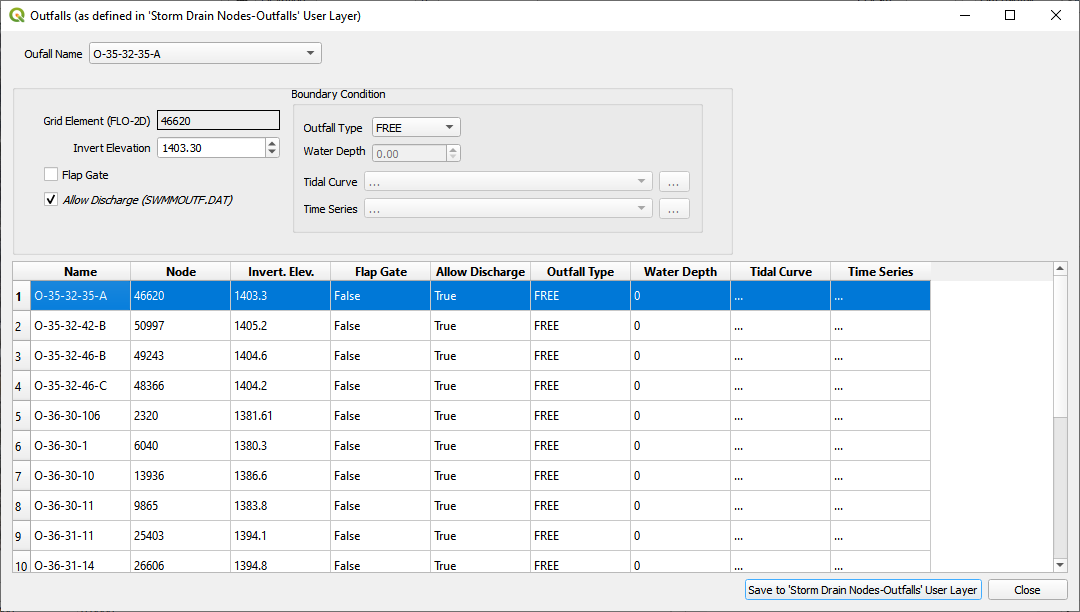 Outfalls (as defined in 'Storm Drain Nodes-Outfalls' User Layer)
Oufall Name O-35-32-35-A
Boundary Condition
Grid Element (FLO-2D) 46620
Invert Elevation 1403.30
Flap Gate
Allow Discharge (SWMMOUTF.DAT)
Outfall Type FREE
Water Depth 0.00
Tidal Curve ... ...
Time Series ... ...
Name Node Invert. Elev. Flap Gate Allow Discharge Outfall Type Water Depth Tidal Curve Time Series
1 O-35-32-35-A 46620 1403.3 False True FREE 0 ... ...
2 O-35-32-42-B 50997 1405.2 False True FREE 0 ... ...
3 O-35-32-46-B 49243 1404.6 False True FREE 0 ... ...
4 O-35-32-46-C 48366 1404.2 False True FREE 0 ... ...
5 O-36-30-106 2320 1381.61 False True FREE 0 ... ...
6 O-36-30-1 6040 1380.3 False True FREE 0 ... ...
7 O-36-30-10 13936 1386.6 False True FREE 0 ... ...
8 O-36-30-11 9865 1383.8 False True FREE 0 ... ...
9 O-36-31-11 25403 1394.1 False True FREE 0 ... ...
10 O-36-31-14 26606 1394.8 False True FREE 0 ... ...
Save to 'Storm Drain Nodes-Outfalls' User Layer Close